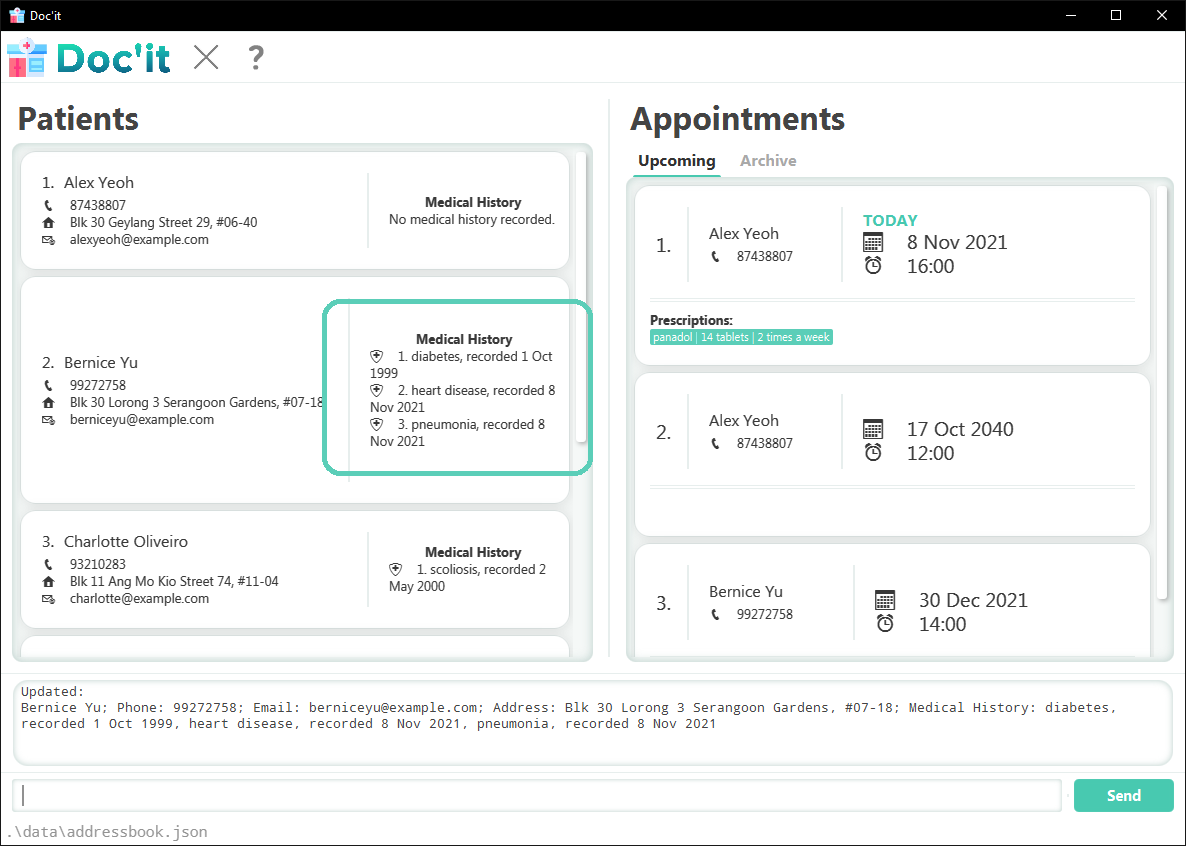 Doc'it
Doc'it
?
Patients
1. Alex Yeoh
87438807
Blk 30 Geylang Street 29, #06-40
alexyeoh@example.com
Medical History
No medical history recorded.
2. Bernice Yu
99272758
Blk 30 Lorong 3 Serangoon Gardens, #07-18
berniceyu@example.com
Medical History
1. diabetes, recorded 1 Oct
1999
2. heart disease, recorded 8
Nov 2021
3. pneumonia, recorded 8
Nov 2021
3. Charlotte Oliveiro
93210283
Blk 11 Ang Mo Kio Street 74, #11-04
charlotte@example.com
Medical History
1. scoliosis, recorded 2
May 2000
Appointments
Upcoming Archive
1.
Alex Yeoh
87438807
TODAY
8 Nov 2021
16:00
Prescriptions:
panadol | 14 tablets | 2 times a week
2.
Alex Yeoh
87438807
17 Oct 2040
12:00
3.
Bernice Yu
99272758
30 Dec 2021
14:00
Updated:
Bernice Yu; Phone: 99272758; Email: berniceyu@example.com; Address: Blk 30 Lorong 3 Serangoon Gardens, #07-18; Medical History: diabetes,
recorded 1 Oct 1999, heart disease, recorded 8 Nov 2021, pneumonia, recorded 8 Nov 2021
Send
.\data\addressbook.json